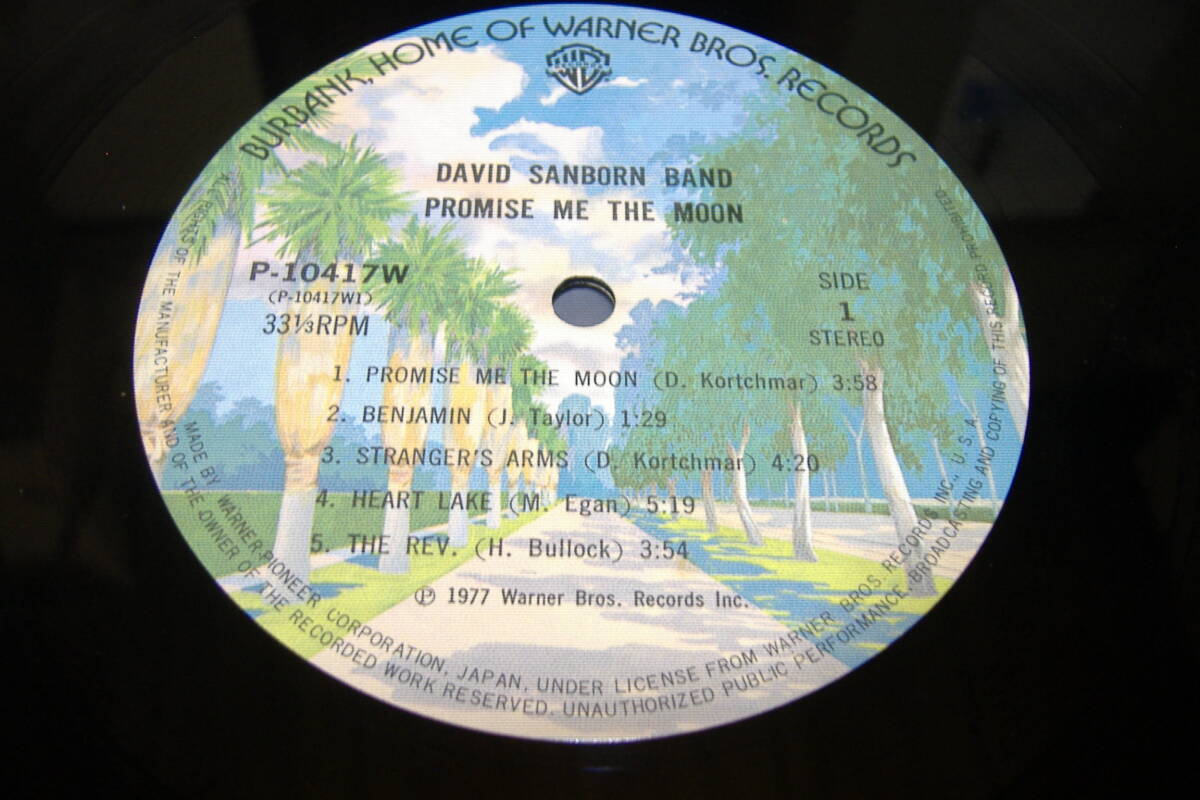 BURBANK, HOME OF WARNER BROS. RECORDS
DAVID SANBORN BAND
PROMISE ME THE MOON
P-10417W
(P-10417W1)
33⅓RPM
SIDE
1
STEREO
1. PROMISE ME THE MOON (D. Kortchmar) 3:58
2. BENJAMIN (J. Taylor) 1:29
3. STRANGER'S ARMS (D. Kortchmar) 4:20
4. HEART LAKE (M. Egan) 5:19
5. THE REV. (H. Bullock) 3:54
Ⓟ 1977 Warner Bros. Records Inc.
MADE BY WARNER-PIONEER CORPORATION, JAPAN, UNDER LICENSE FROM WARNER BROS. RECORDS INC., U.S.A.
OF THE MANUFACTURER AND OF THE OWNER OF THE RECORDED WORK RESERVED. UNAUTHORIZED PUBLIC PERFORMANCE. BROADCASTING AND COPYING OF THIS RECORD PROHIBITED